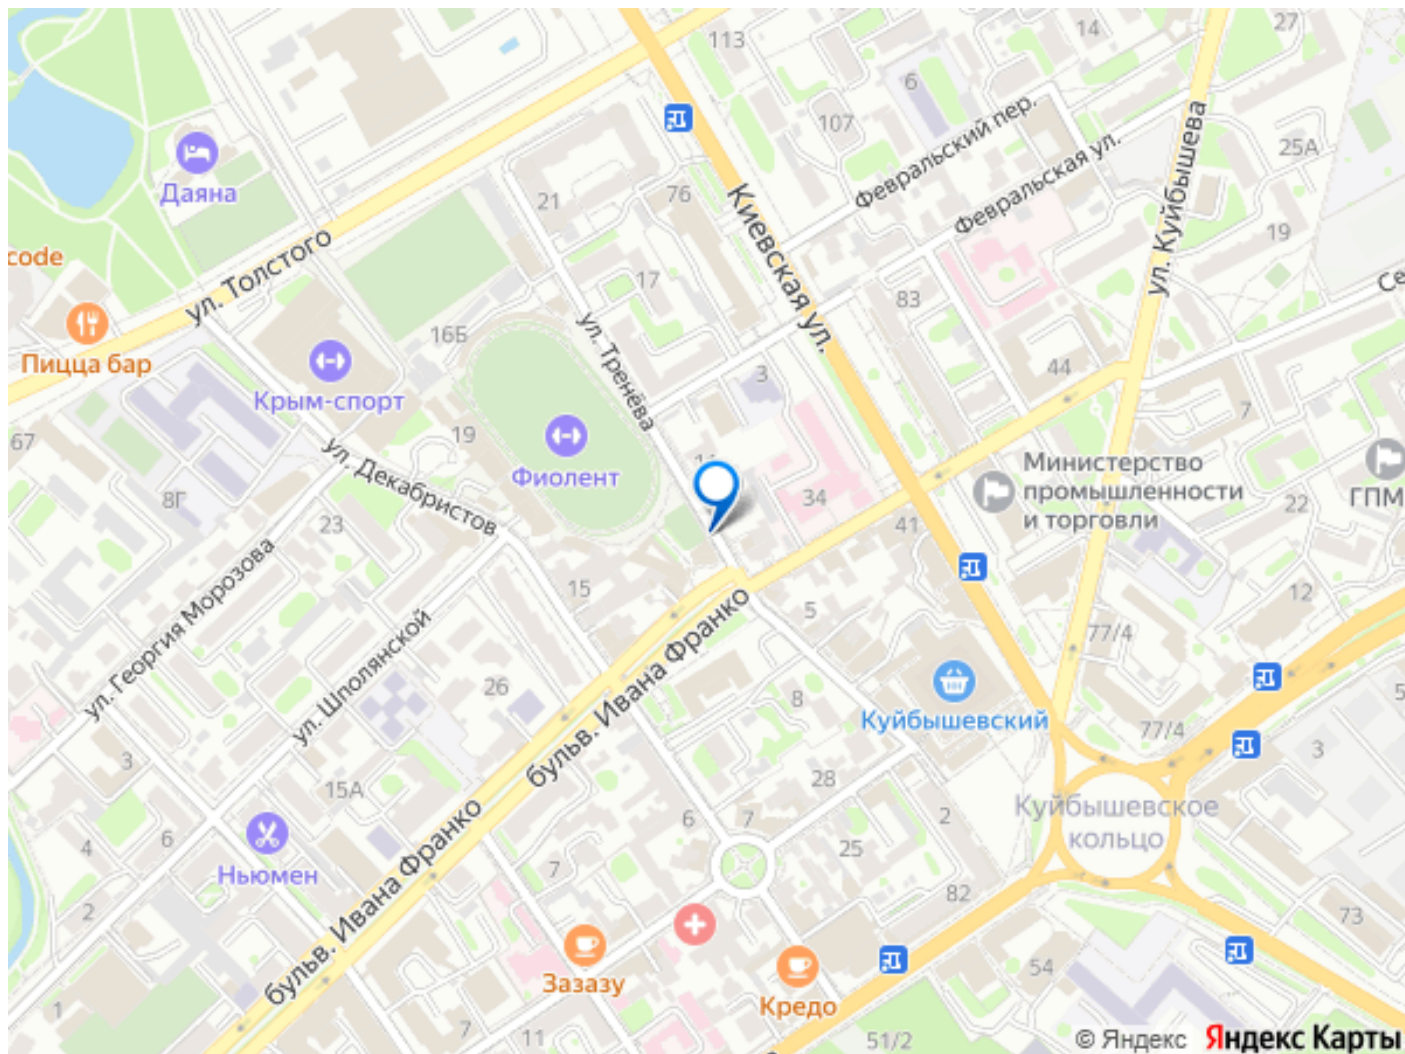 113
14
27
6
107
Февральский пер.
Февральская ул.
ул. Куйбышева
25А
Даяна
21
76
Киевская ул.
19
code
ул. Толстого
17
83
Се
Пицца бар
16Б
ул. Тренёва
3
44
7
Крым-спорт
67
19
Фиолент
ул. Декабристов
8Г
23
34
41
Министерство
промышленности
и торговли
22
ГПМ
ул. Георгия Морозова
15
5
12
77/4
ул. Шполянской
26
бульв. Ивана Франко
8
Куйбышевский
77/4
5
3
3
15А
28
Куйбышевское
кольцо
6
7
2
25
4
6
Ньюмен
7
бульв. Ивана Франко
82
73
2
Зазазу
Кредо
54
1
7
11
51/2
© Яндекс Яндекс Карты